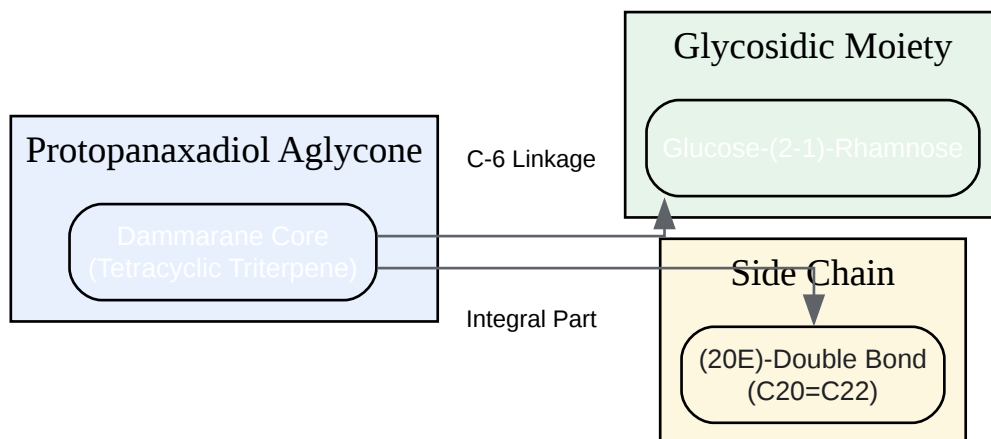 Protopanaxadiol Aglycone
Dammarane Core
(Tetracyclic Triterpene)
C-6 Linkage
Integral Part
Glycosidic Moiety
Glucose-(2-1)-Rhamnose
Side Chain
(20E)-Double Bond
(C20=C22)